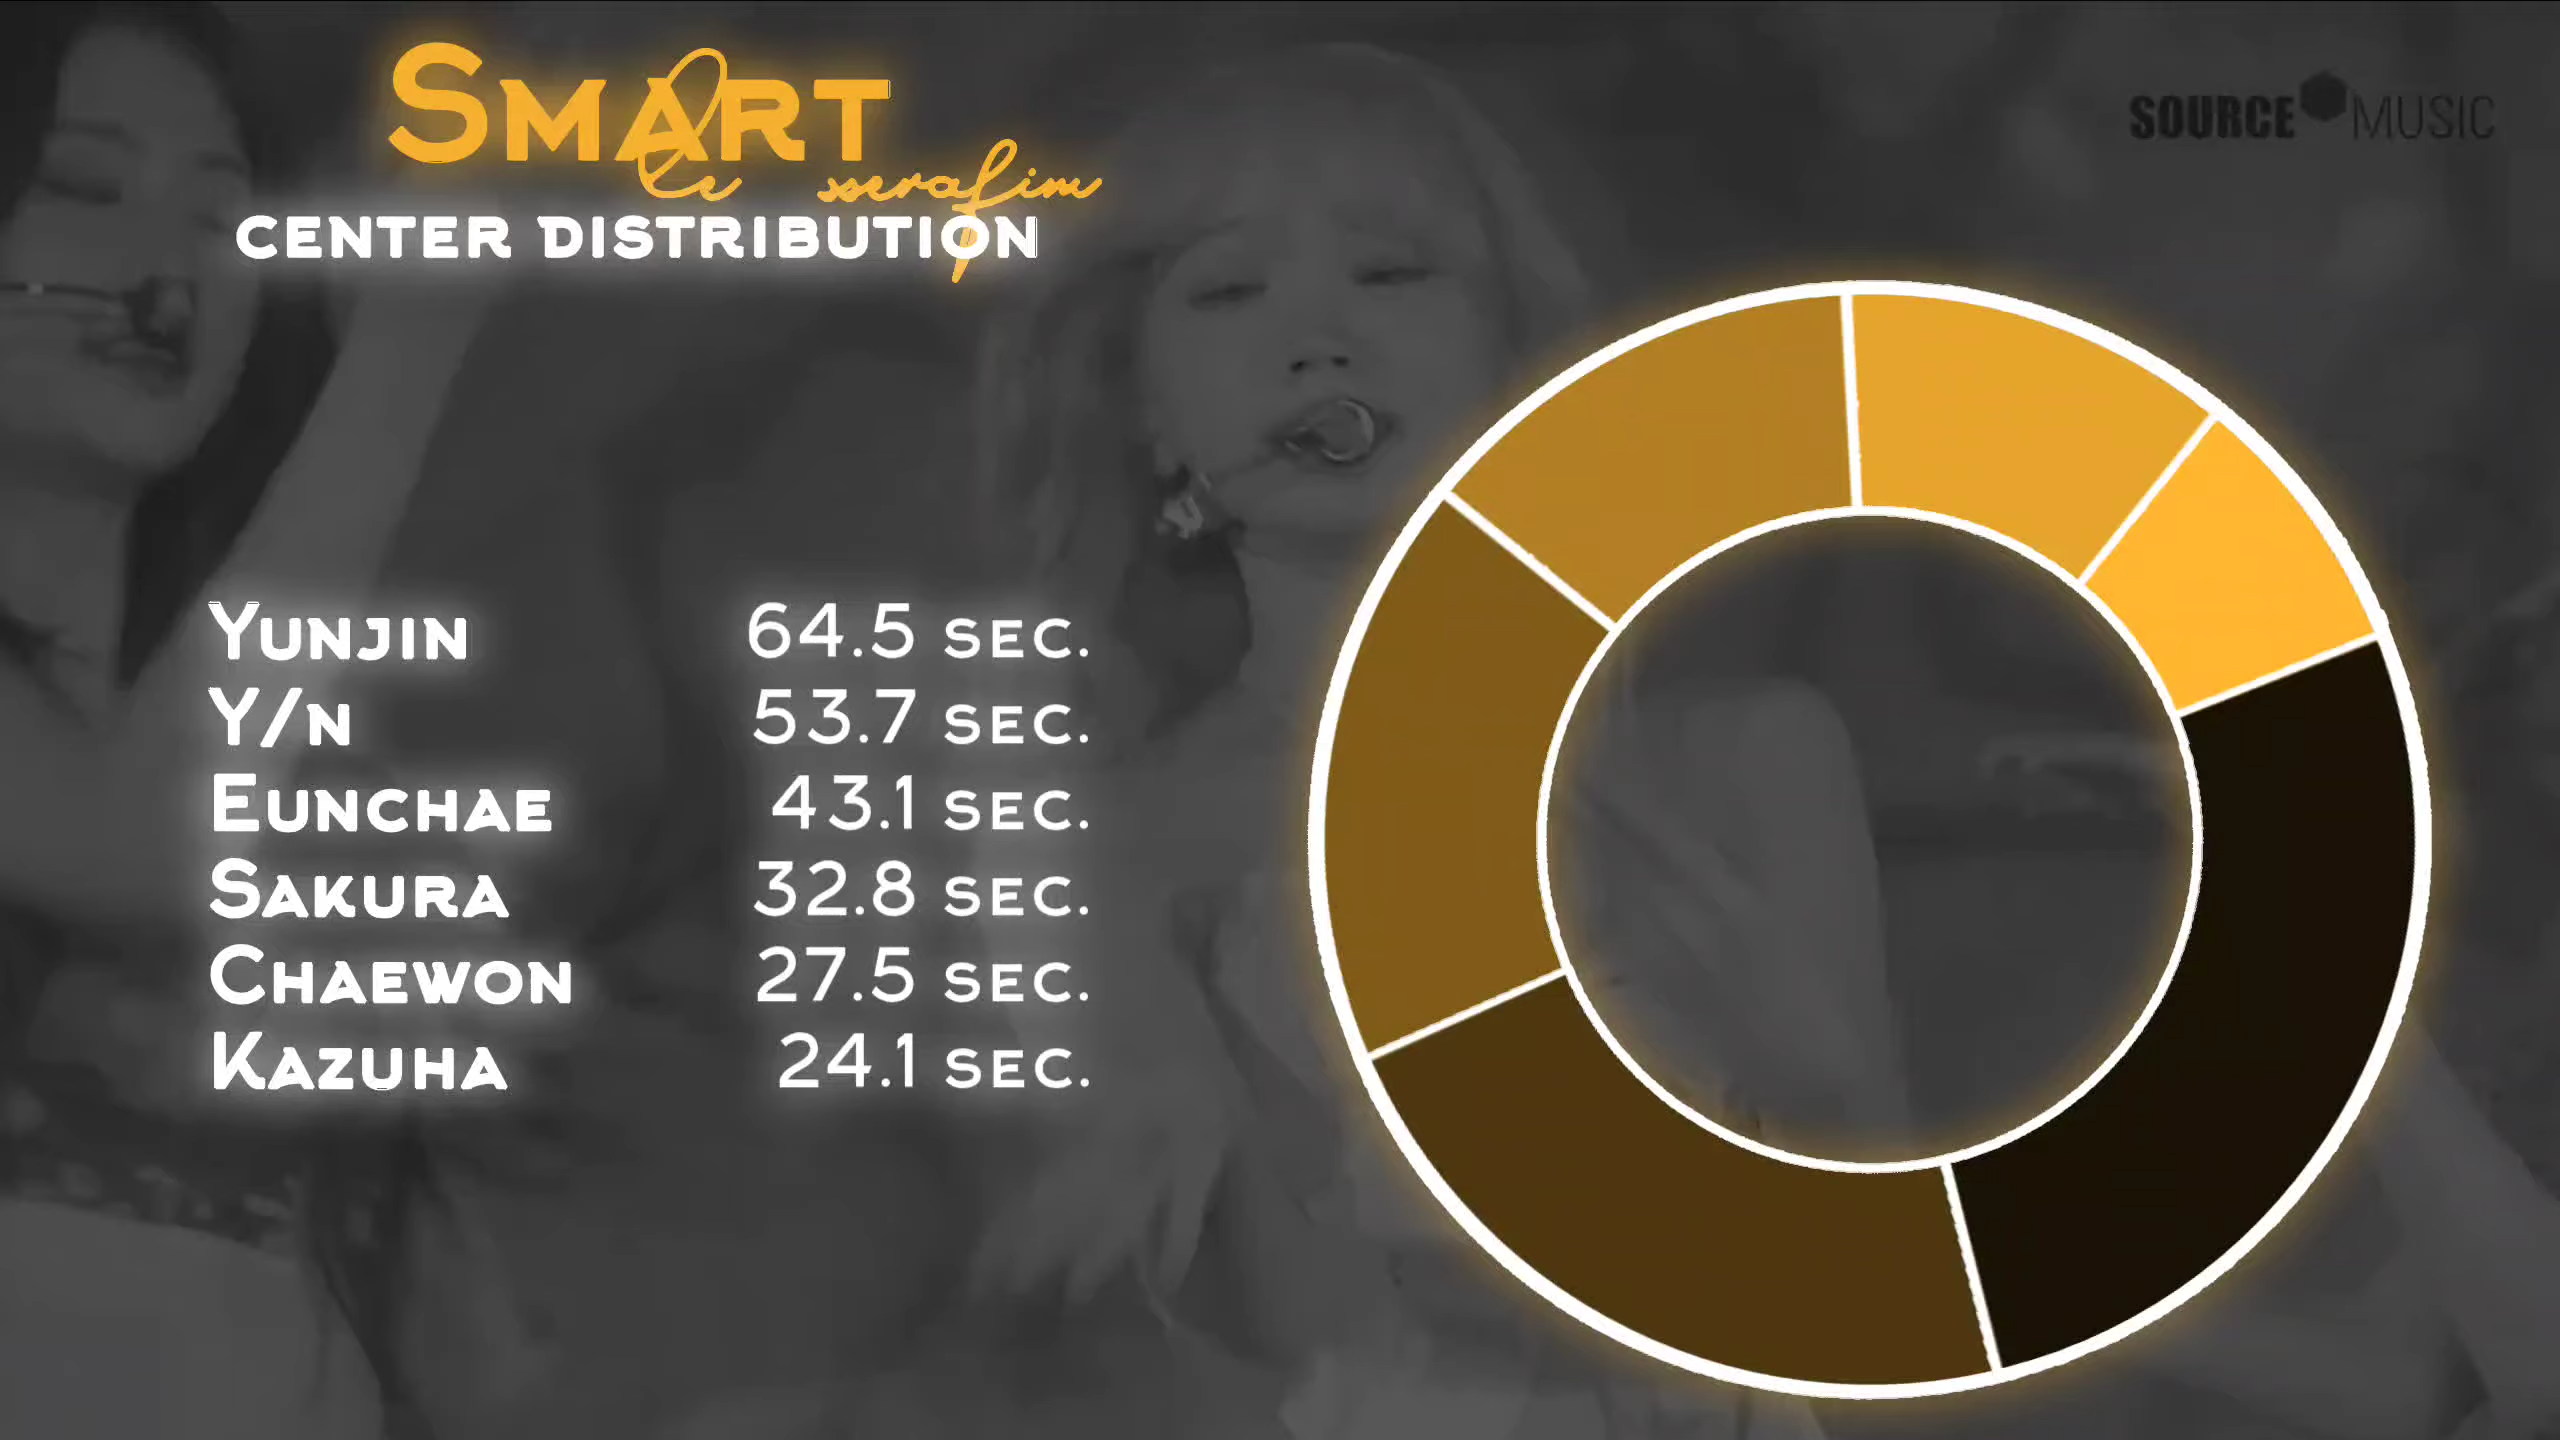 Smart
Le sserafim
Center Distribution
SOURCE MUSIC
Yunjin 64.5 sec.
Y/n 53.7 sec.
Eunchae 43.1 sec.
Sakura 32.8 sec.
Chaewon 27.5 sec.
Kazuha 24.1 sec.